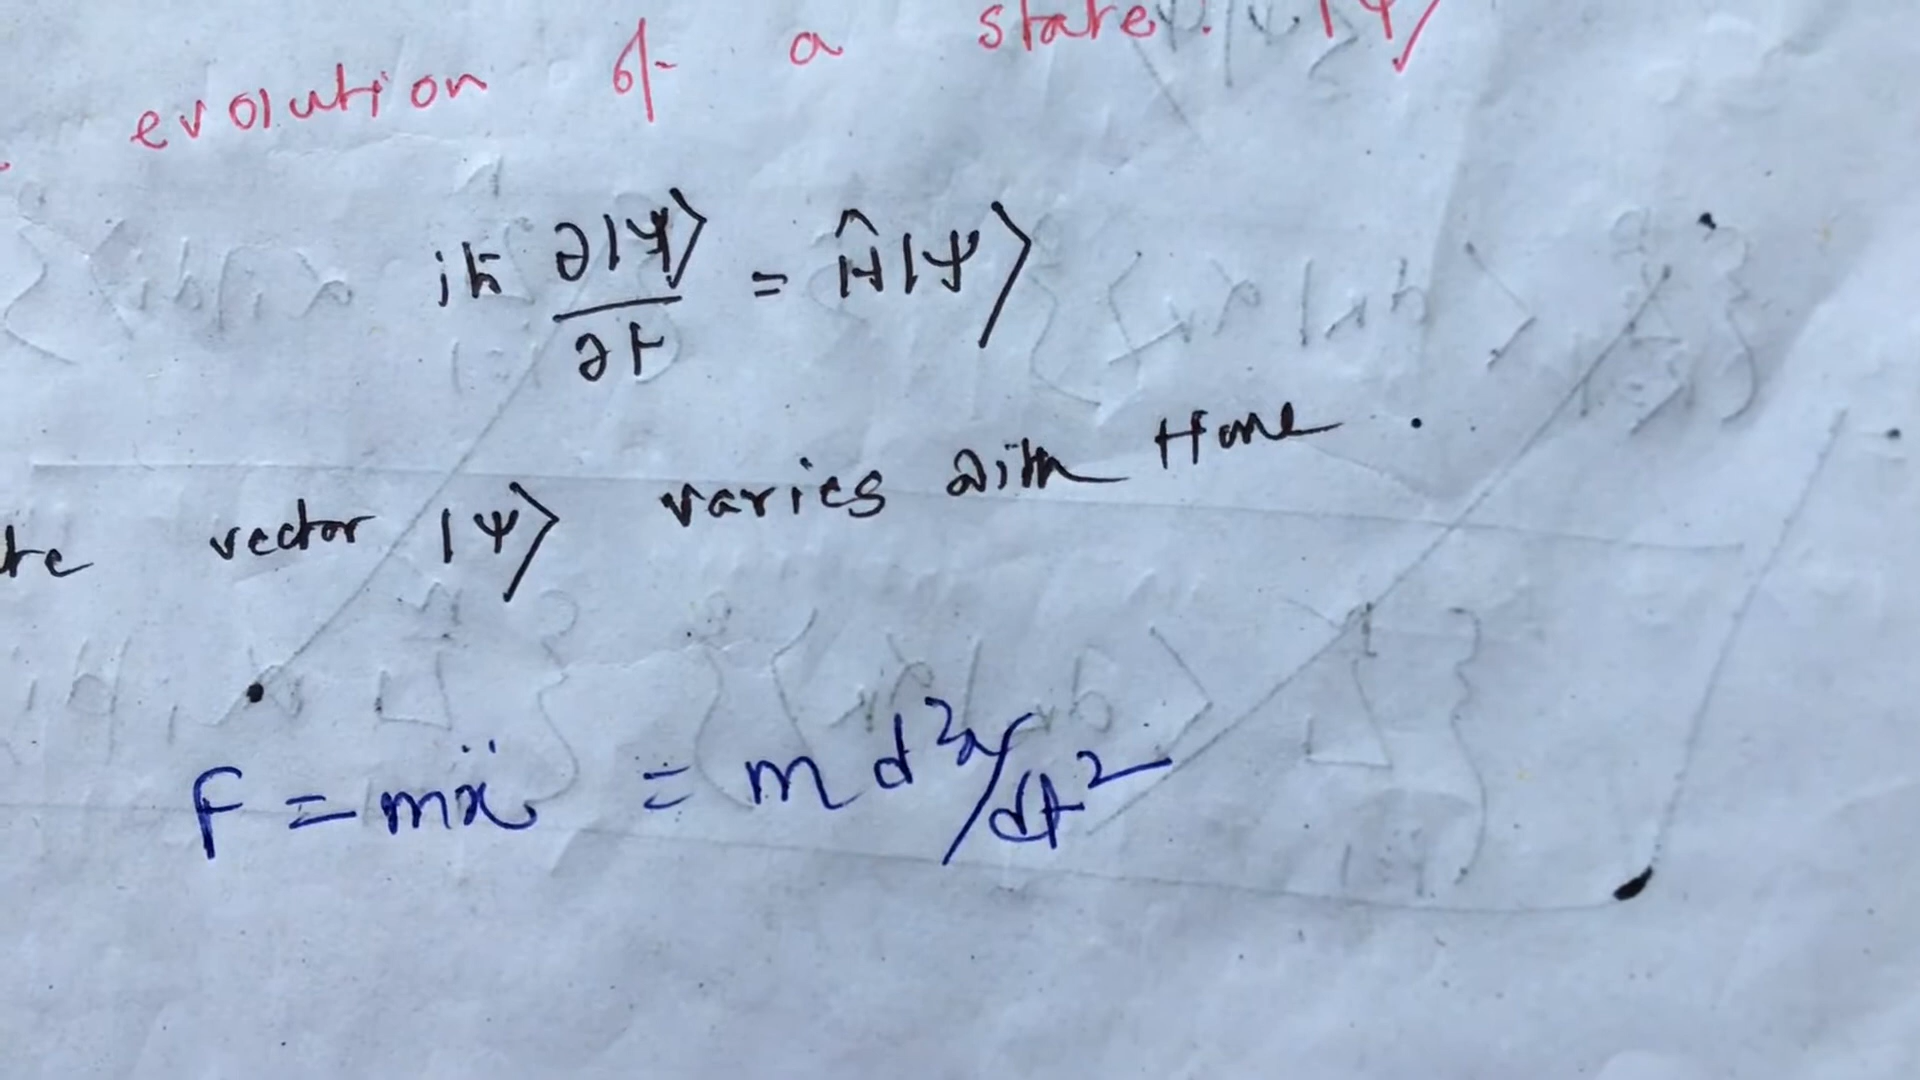 evolution of a state. |ψ⟩
iħ ∂|ψ⟩/∂t = Ĥ|ψ⟩
vector |ψ⟩ varies with time.
F = mẍ = m d²x/dt²